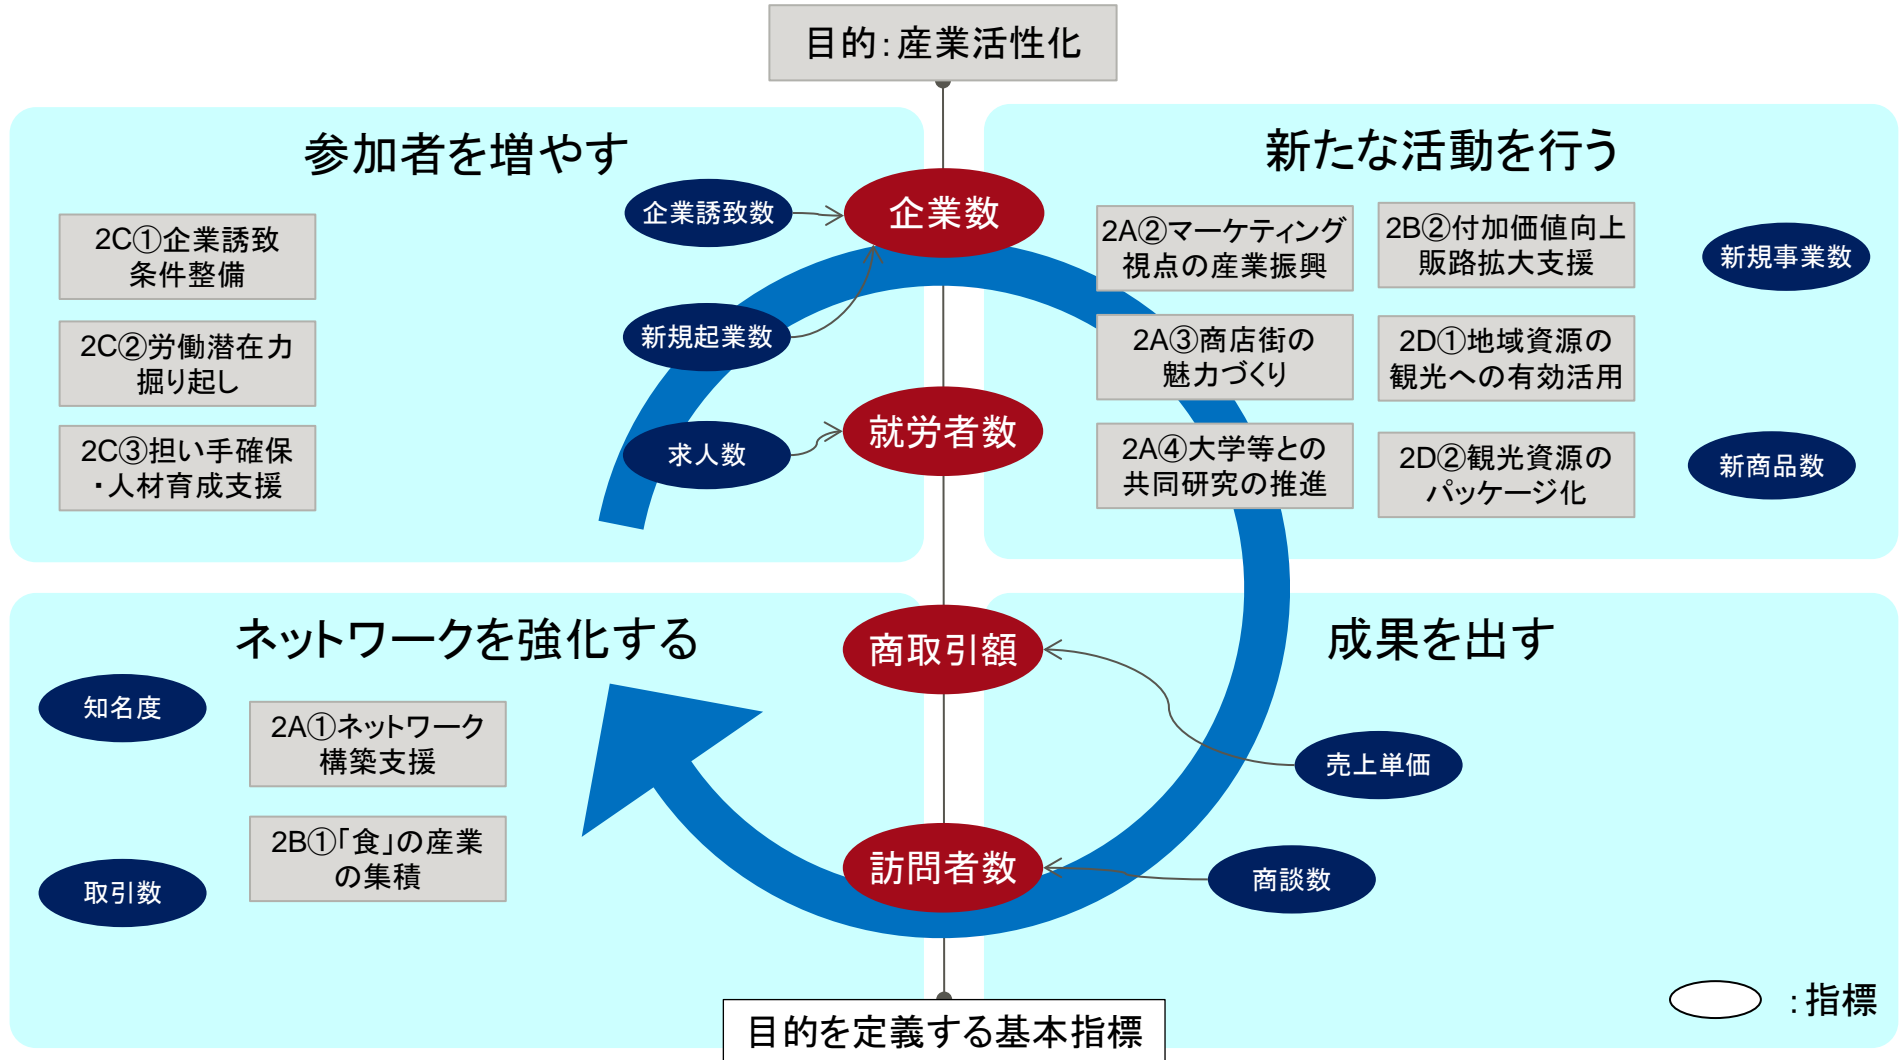 目的：産業活性化
参加者を増やす
企業誘致数
企業数
2C①企業誘致
条件整備
新規起業数
2C②労働潜在力
掘り起し
就労者数
求人数
2C③担い手確保
・人材育成支援
新たな活動を行う
2A②マーケティング
視点の産業振興
2B②付加価値向上
販路拡大支援
新規事業数
2A③商店街の
魅力づくり
2D①地域資源の
観光への有効活用
2A④大学等との
共同研究の推進
2D②観光資源の
パッケージ化
新商品数
ネットワークを強化する
知名度
2A①ネットワーク
構築支援
取引数
2B①「食」の産業
の集積
商取引額
成果を出す
売上単価
訪問者数
商談数
：指標
目的を定義する基本指標